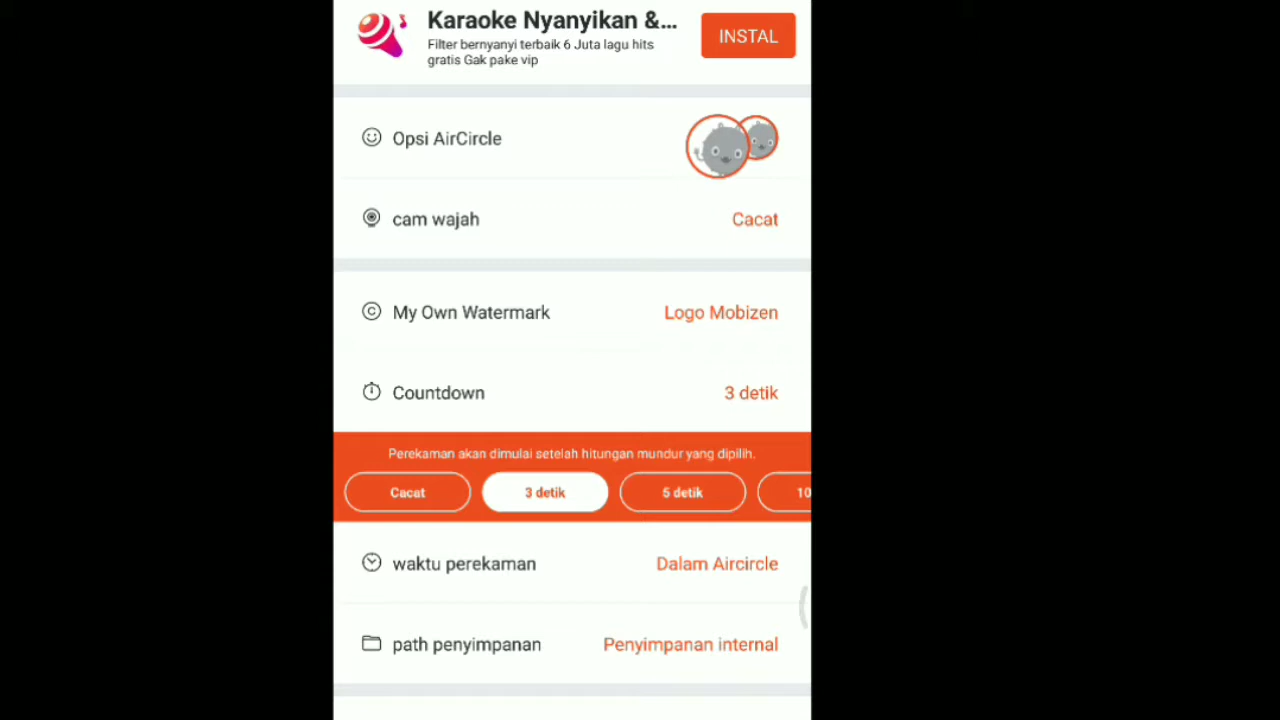 Karaoke Nyanyikan &...
Filter bernyanyi terbaik 6 Juta lagu hits
gratis Gak pake vip
INSTAL
Opsi AirCircle
cam wajah
Cacat
My Own Watermark
Logo Mobizen
Countdown
3 detik
Perekaman akan dimulai setelah hitungan mundur yang dipilih.
Cacat
3 detik
5 detik
10
waktu perekaman
Dalam Aircircle
path penyimpanan
Penyimpanan internal